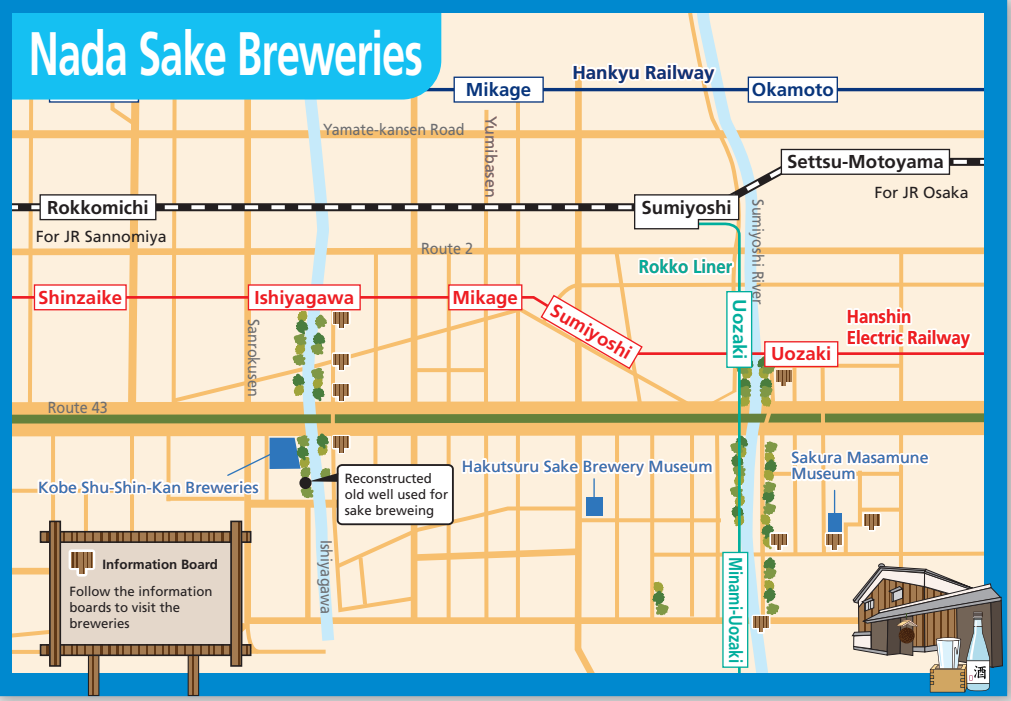 Nada Sake Breweries
Hankyu Railway
Mikage
Okamoto
Yamate-kansen Road
Yumibasen
Settsu-Motoyama
For JR Osaka
Rokkomichi
Sumiyoshi
For JR Sannomiya
Sumiyoshi River
Route 2
Rokko Liner
Shinzaike
Ishiyagawa
Mikage
Sumiyoshi
Uozaki
Hanshin
Electric Railway
Uozaki
Sanrokusen
Route 43
Kobe Shu-Shin-Kan Breweries
Hakutsuru Sake Brewery Museum
Sakura Masamune
Museum
Reconstructed
old well used for
sake breweing
Ishiyagawa
Minami-Uozaki
Information Board
Follow the information
boards to visit the
breweries
酒